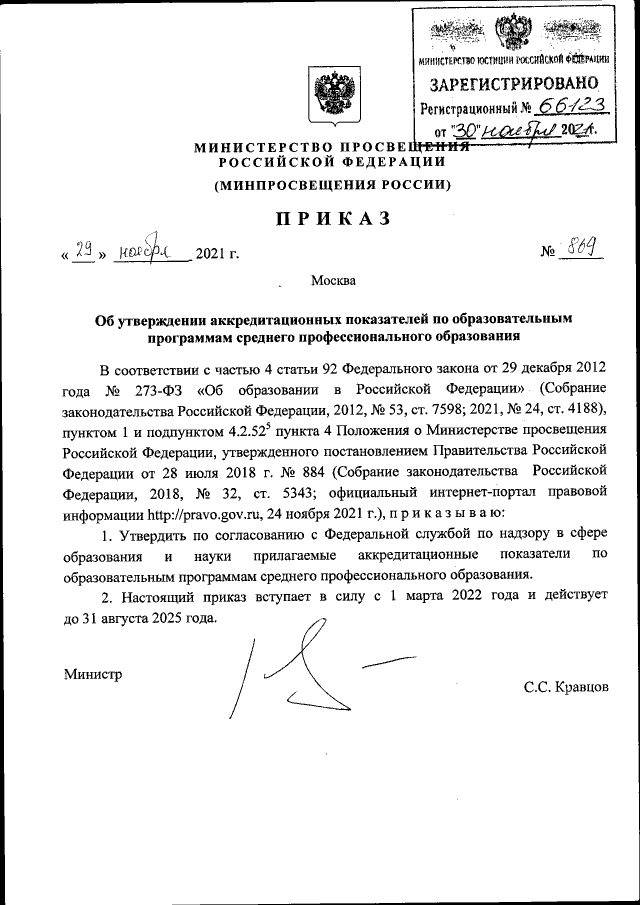 МИНИСТЕРСТВО ЮСТИЦИИ РОССИЙСКОЙ ФЕДЕРАЦИИ
ЗАРЕГИСТРИРОВАНО
Регистрационный № 66123
от "30" ноября 2021г.
МИНИСТЕРСТВО ПРОСВЕЩЕНИЯ
РОССИЙСКОЙ ФЕДЕРАЦИИ
(МИНПРОСВЕЩЕНИЯ РОССИИ)
ПРИКАЗ
« 29 » ноября 2021 г.
№ 869
Москва
Об утверждении аккредитационных показателей по образовательным
программам среднего профессионального образования
В соответствии с частью 4 статьи 92 Федерального закона от 29 декабря 2012
года № 273-ФЗ «Об образовании в Российской Федерации» (Собрание
законодательства Российской Федерации, 2012, № 53, ст. 7598; 2021, № 24, ст. 4188),
пунктом 1 и подпунктом 4.2.52⁵ пункта 4 Положения о Министерстве просвещения
Российской Федерации, утвержденного постановлением Правительства Российской
Федерации от 28 июля 2018 г. № 884 (Собрание законодательства Российской
Федерации, 2018, № 32, ст. 5343; официальный интернет-портал правовой
информации http://pravo.gov.ru, 24 ноября 2021 г.), п р и к а з ы в а ю:
1. Утвердить по согласованию с Федеральной службой по надзору в сфере
образования и науки прилагаемые аккредитационные показатели по
образовательным программам среднего профессионального образования.
2. Настоящий приказ вступает в силу с 1 марта 2022 года и действует
до 31 августа 2025 года.
Министр
С.С. Кравцов